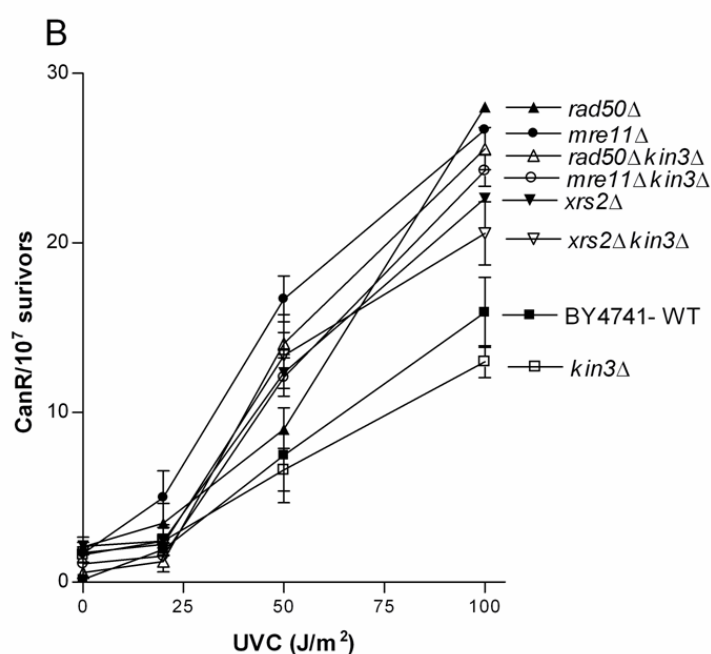 B
30
20
10
0
CanR/10⁷ surivors
0 25 50 75 100
UVC (J/m²)
rad50Δ
mre11Δ
rad50Δkin3Δ
mre11Δkin3Δ
xrs2Δ
xrs2Δkin3Δ
BY4741- WT
kin3Δ